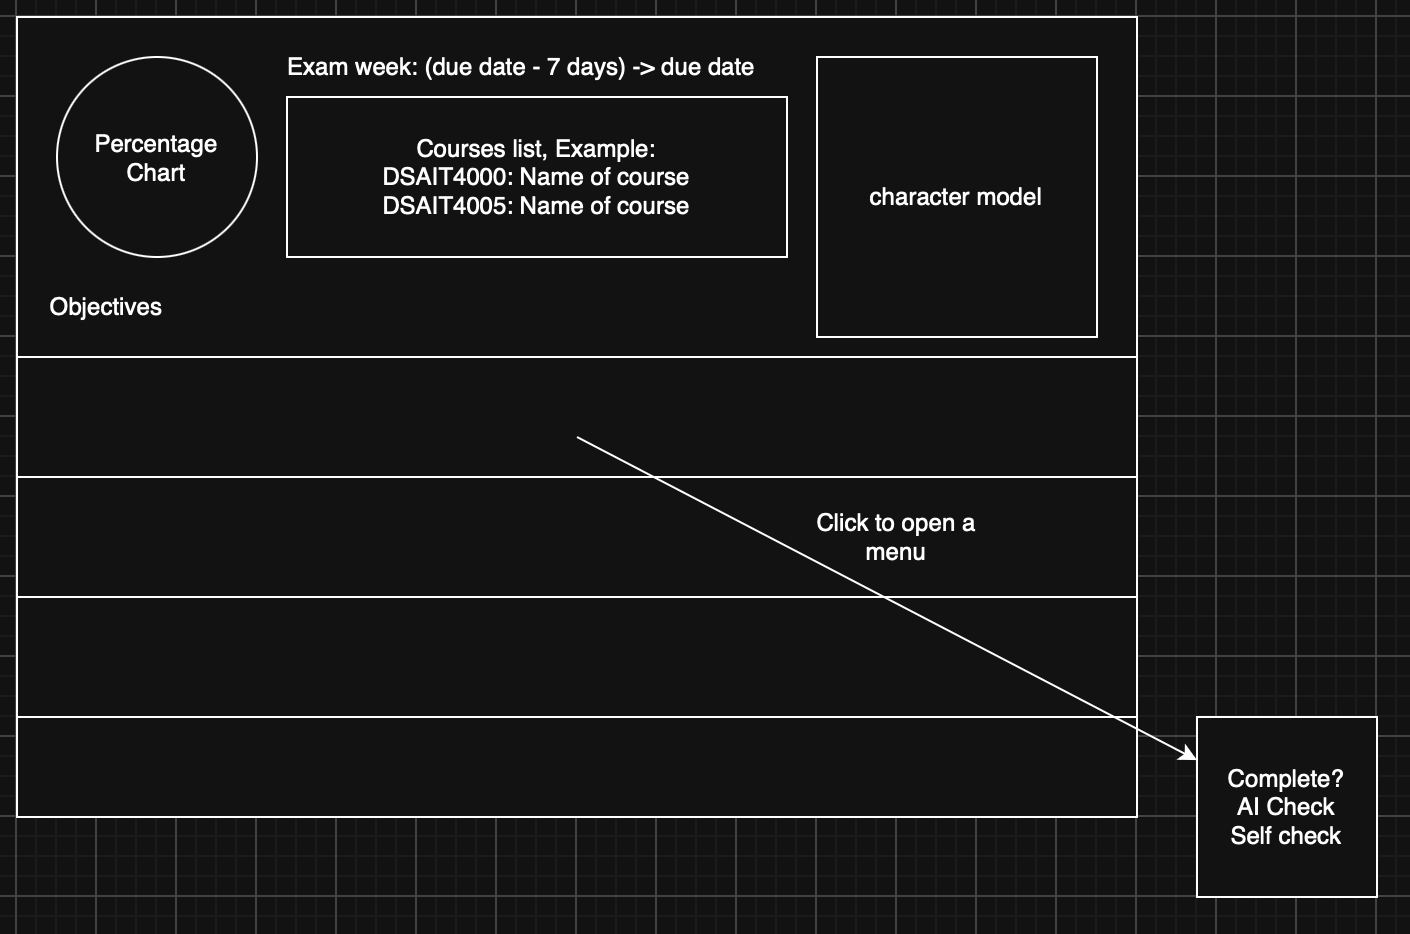 Exam week: (due date - 7 days) -> due date
Percentage
Chart
Courses list, Example:
DSAIT4000: Name of course
DSAIT4005: Name of course
character model
Objectives
Click to open a
menu
Complete?
AI Check
Self check